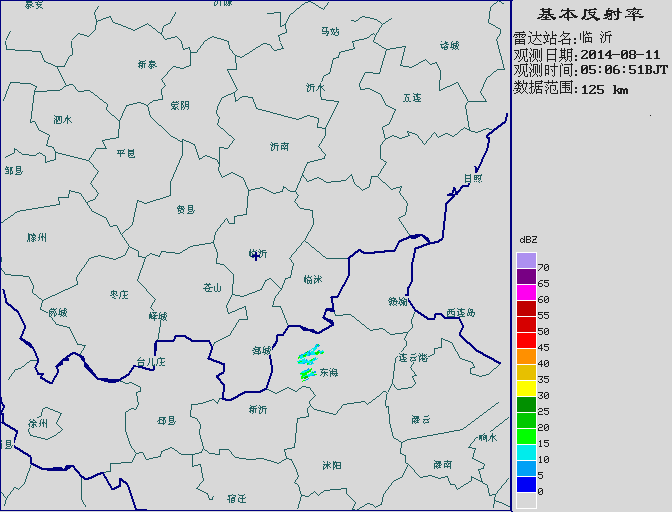 基本反射率
雷达站名:临 沂
观测日期:2014-08-11
观测时间:05:06:51BJT
数据范围:125 km
泰安
马站
诸城
新泰
沂水
五莲
蒙阴
泗水
沂南
平邑
邹县
日照
费县
滕州
临沂
临沭
苍山
枣庄
赣榆
西连岛
峄城
郯城
台儿庄
连云港
东海
新沂
徐州
邳县
灌云
响水
沭阳
灌南
宿迁
dBZ
70
65
60
55
50
45
40
35
30
25
20
15
10
5
0